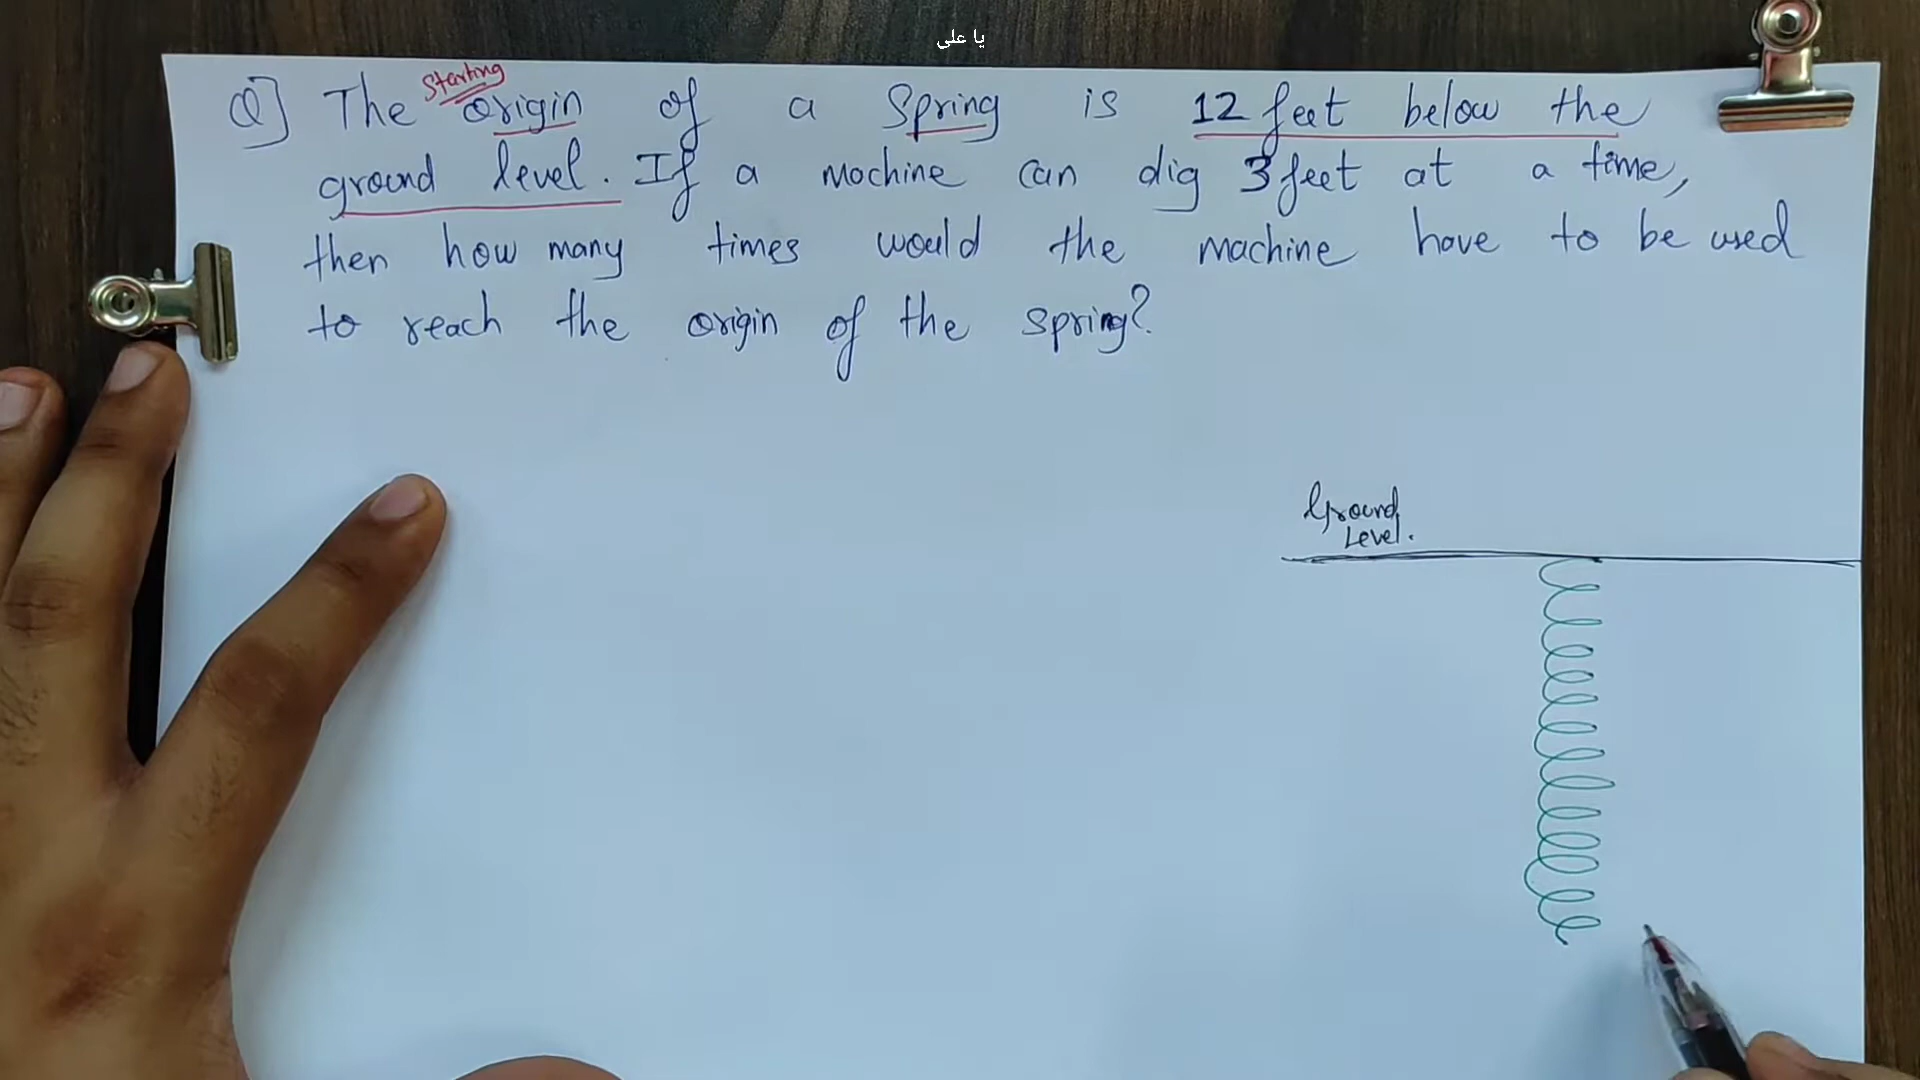 يا على
Starting
Q] The origin of a Spring is 12 feet below the
ground level. If a machine can dig 3 feet at a time,
then how many times would the machine have to be used
to reach the origin of the spring?
Ground
Level.